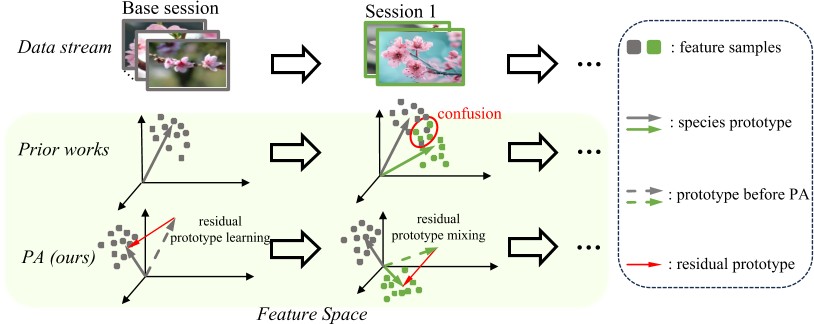 Base session
Session 1
Data stream
...
: feature samples
Prior works
confusion
...
: species prototype
: prototype before PA
PA (ours)
residual
prototype learning
residual
prototype mixing
...
: residual prototype
Feature Space